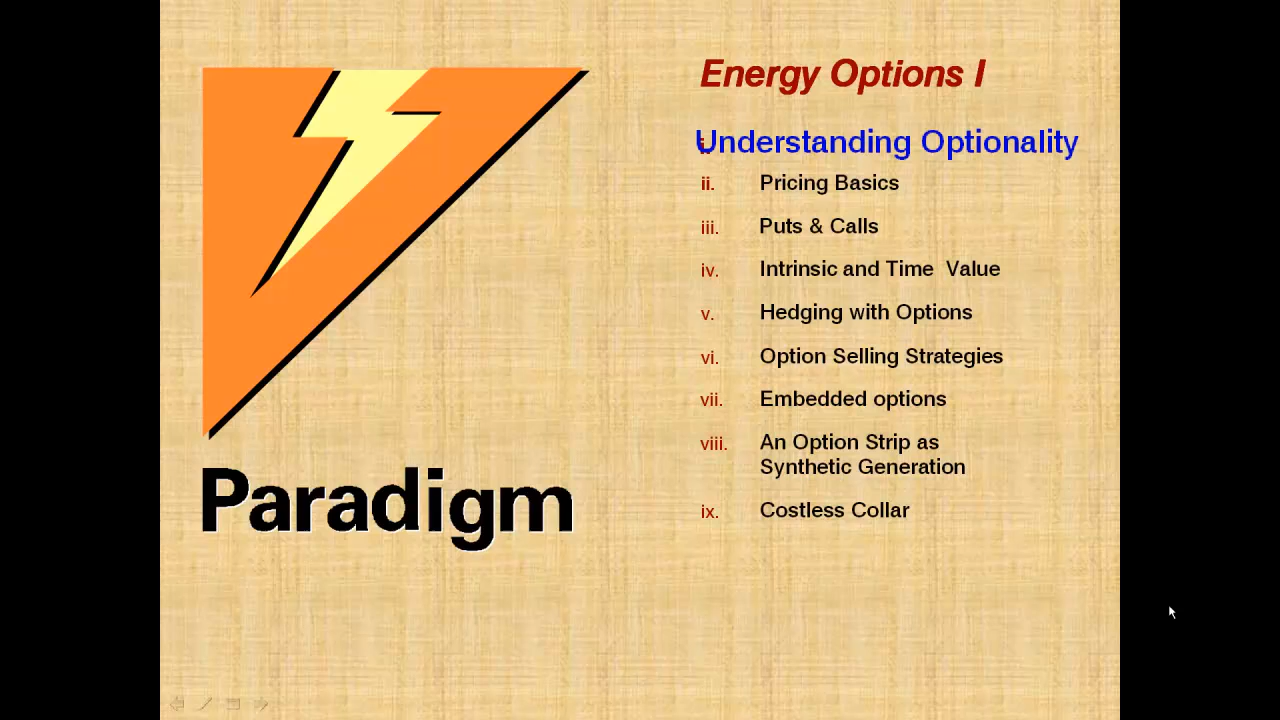 Energy Options I
i. Understanding Optionality
ii. Pricing Basics
iii. Puts & Calls
iv. Intrinsic and Time  Value
v. Hedging with Options
vi. Option Selling Strategies
vii. Embedded options
viii. An Option Strip as
Synthetic Generation
ix. Costless Collar
Paradigm